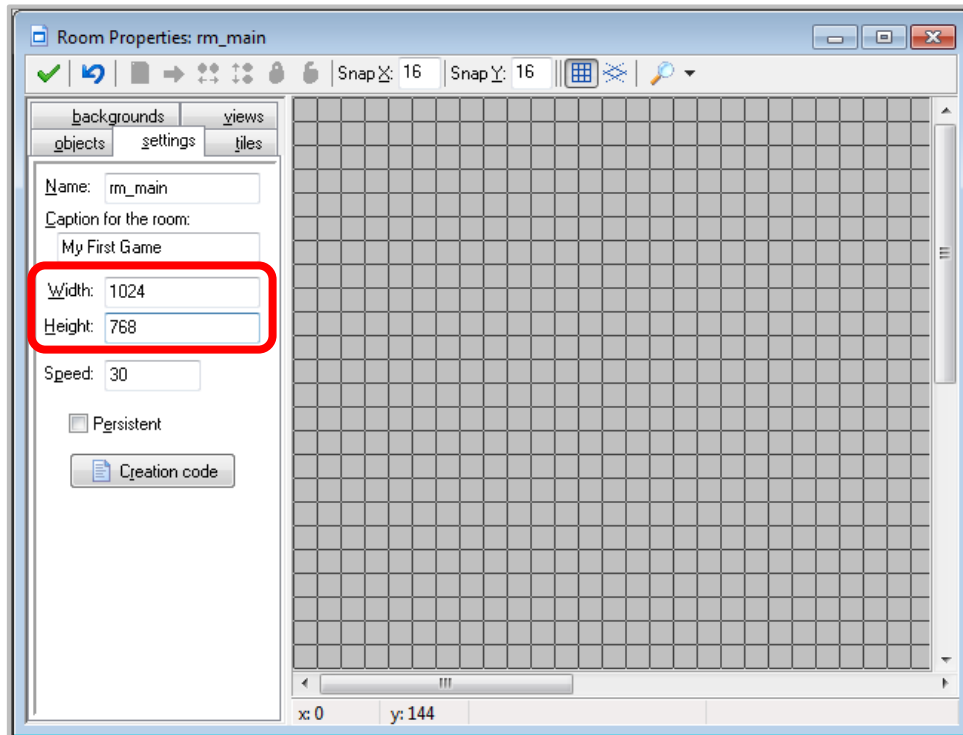 Room Properties: rm_main
Snap X: 16 Snap Y: 16
backgrounds views
objects settings tiles
Name: rm_main
Caption for the room:
My First Game
Width: 1024
Height: 768
Speed: 30
Persistent
Creation code
x: 0 y: 144